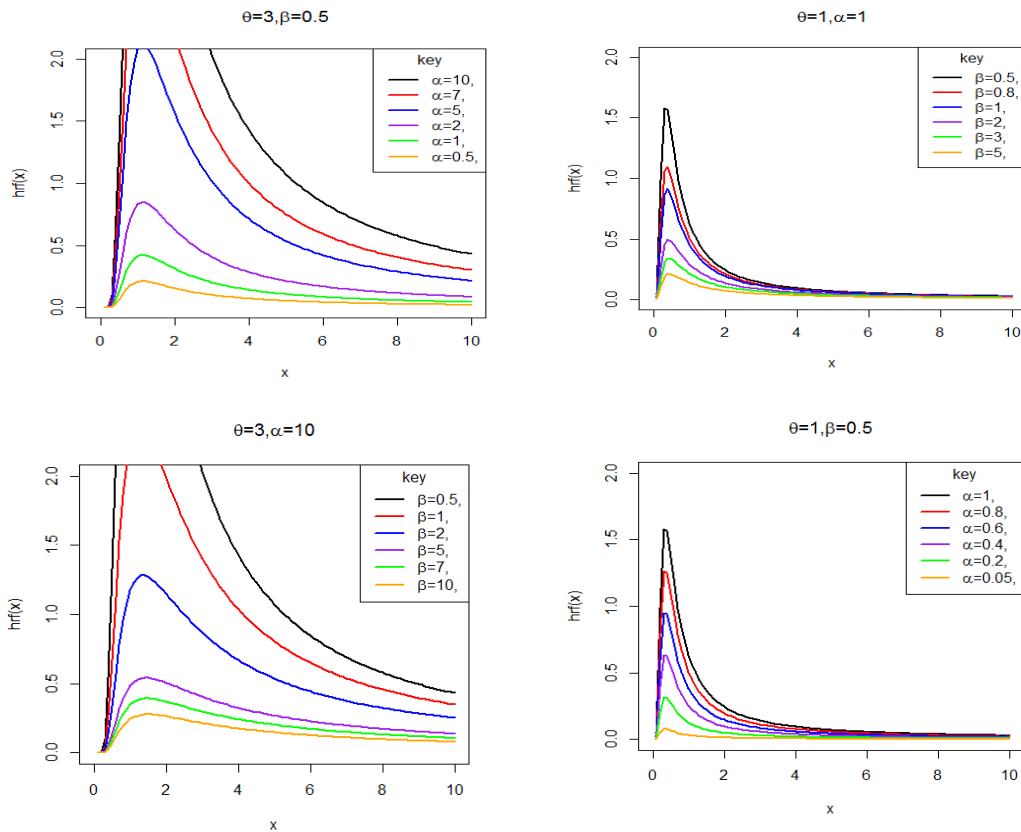 θ=3,β=0.5
hrf(x)
2.0
1.5
1.0
0.5
0.0
0 2 4 6 8 10
x
key
α=10,
α=7,
α=5,
α=2,
α=1,
α=0.5,
θ=1,α=1
hrf(x)
2.0
1.5
1.0
0.5
0.0
0 2 4 6 8 10
x
key
β=0.5,
β=0.8,
β=1,
β=2,
β=3,
β=5,
θ=3,α=10
hrf(x)
2.0
1.5
1.0
0.5
0.0
0 2 4 6 8 10
x
key
β=0.5,
β=1,
β=2,
β=5,
β=7,
β=10,
θ=1,β=0.5
hrf(x)
2.0
1.5
1.0
0.5
0.0
0 2 4 6 8 10
x
key
α=1,
α=0.8,
α=0.6,
α=0.4,
α=0.2,
α=0.05,